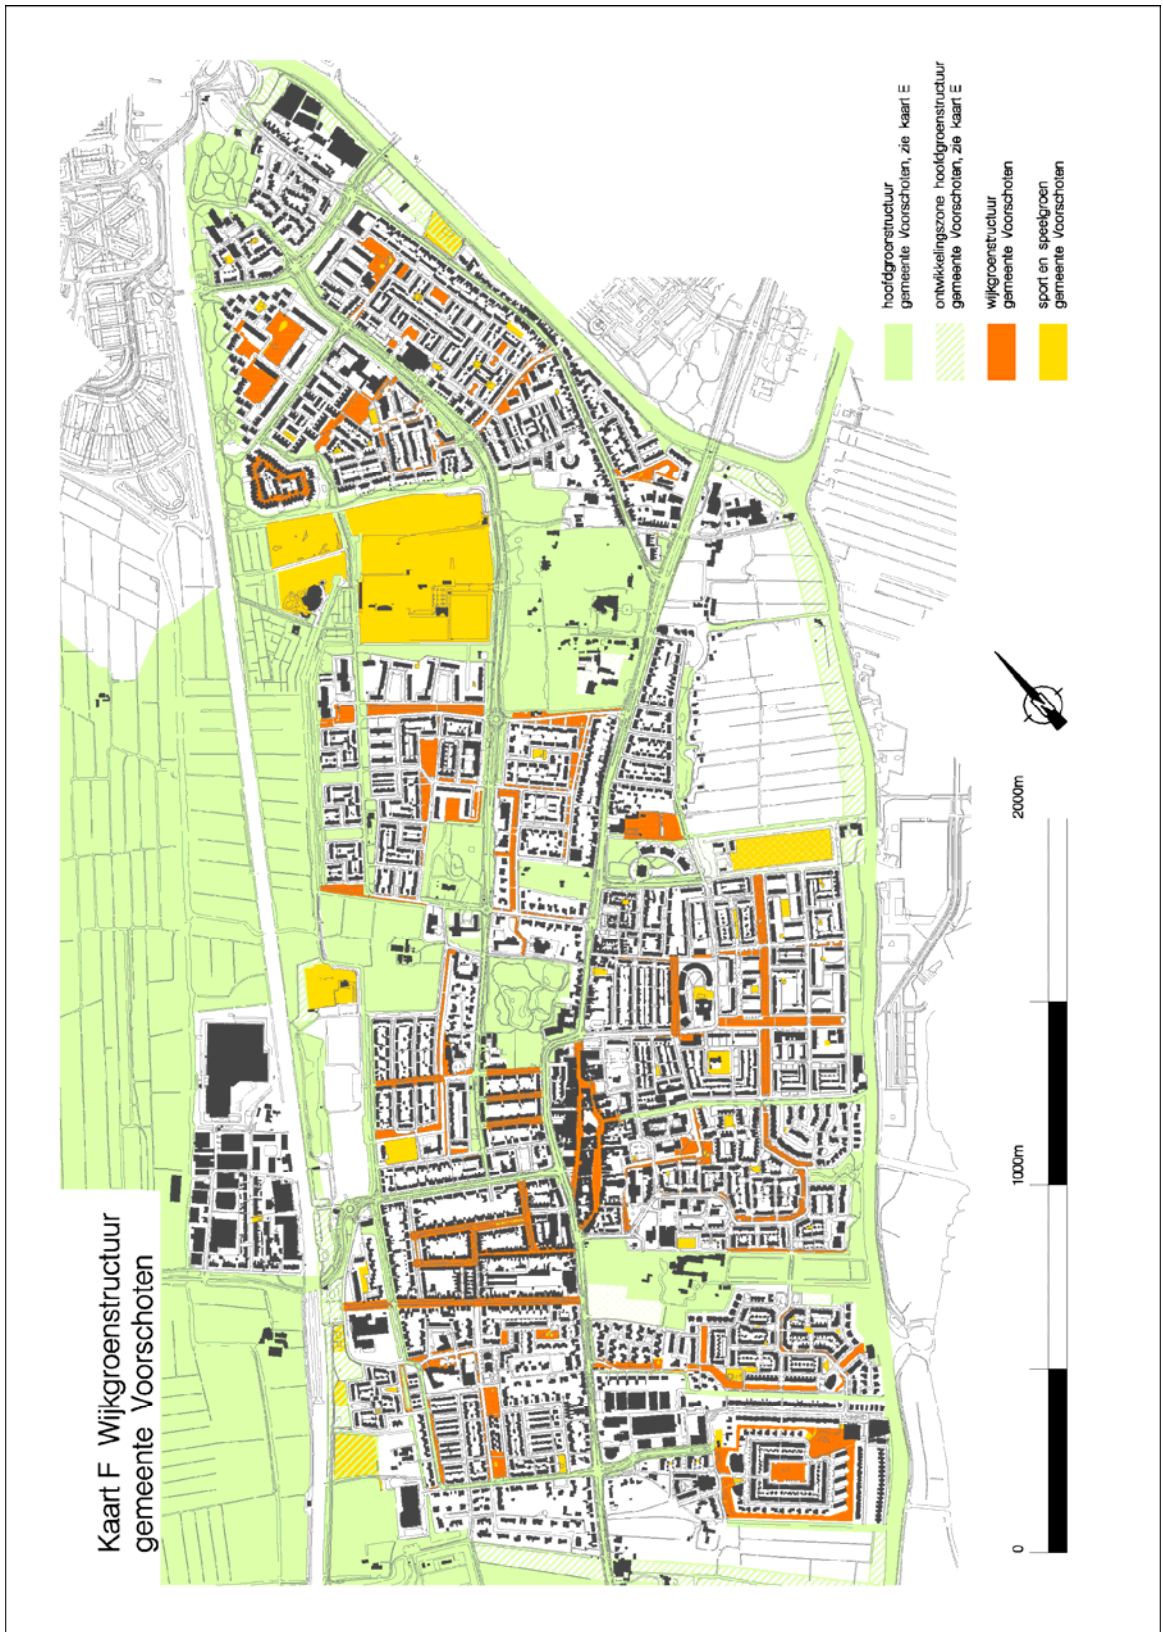 Kaart F Wijkgroenstructuur
gemeente Voorschoten
hoofdgroenstructuur
gemeente Voorschoten, zie kaart E
ontwikkelingszone hoofdgroenstructuur
gemeente Voorschoten, zie kaart E
wijkgroenstructuur
gemeente Voorschoten
sport en speelgroen
gemeente Voorschoten
0
1000m
2000m